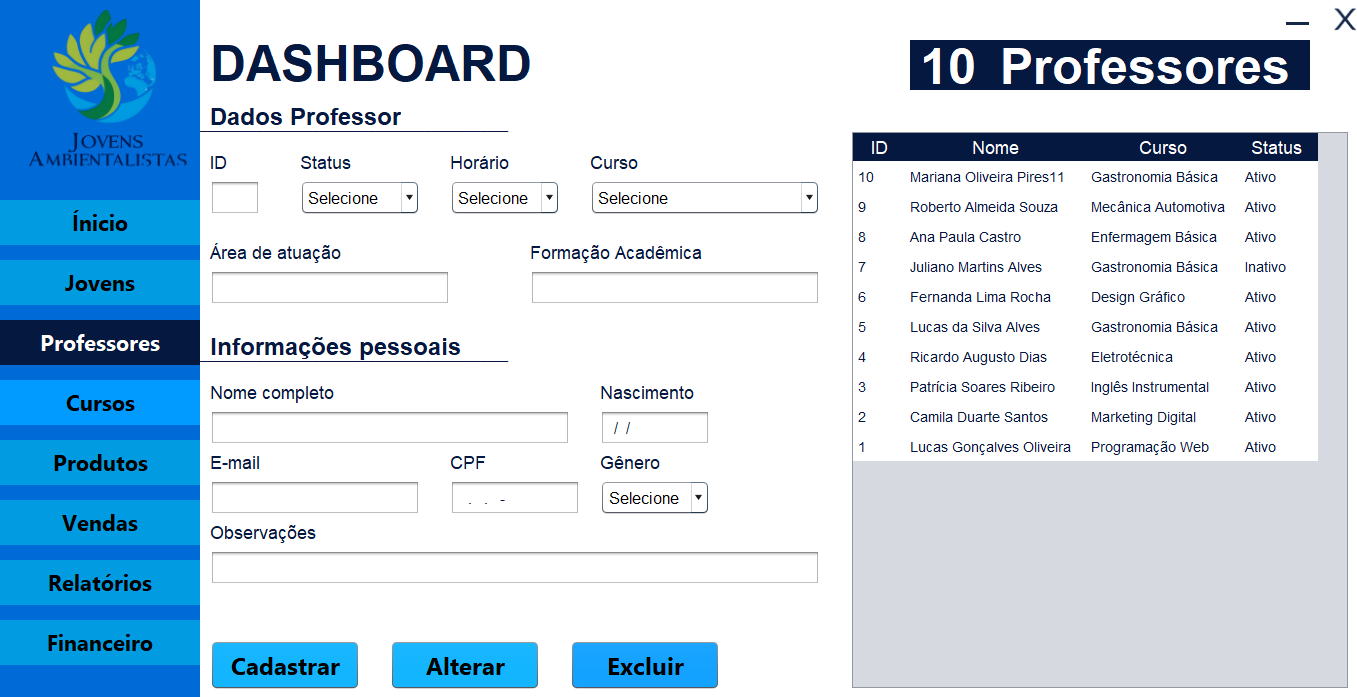 JOVENS
AMBIENTALISTAS
Ínicio
Jovens
Professores
Cursos
Produtos
Vendas
Relatórios
Financeiro
X
DASHBOARD
Dados Professor
ID Status Horário Curso
Selecione Selecione Selecione
Área de atuação Formação Acadêmica
Informações pessoais
Nome completo Nascimento
/ /
E-mail CPF Gênero
. . - Selecione
Observações
Cadastrar Alterar Excluir
10 Professores
ID Nome Curso Status
10 Mariana Oliveira Pires11 Gastronomia Básica Ativo
9 Roberto Almeida Souza Mecânica Automotiva Ativo
8 Ana Paula Castro Enfermagem Básica Ativo
7 Juliano Martins Alves Gastronomia Básica Inativo
6 Fernanda Lima Rocha Design Gráfico Ativo
5 Lucas da Silva Alves Gastronomia Básica Ativo
4 Ricardo Augusto Dias Eletrotécnica Ativo
3 Patrícia Soares Ribeiro Inglês Instrumental Ativo
2 Camila Duarte Santos Marketing Digital Ativo
1 Lucas Gonçalves Oliveira Programação Web Ativo